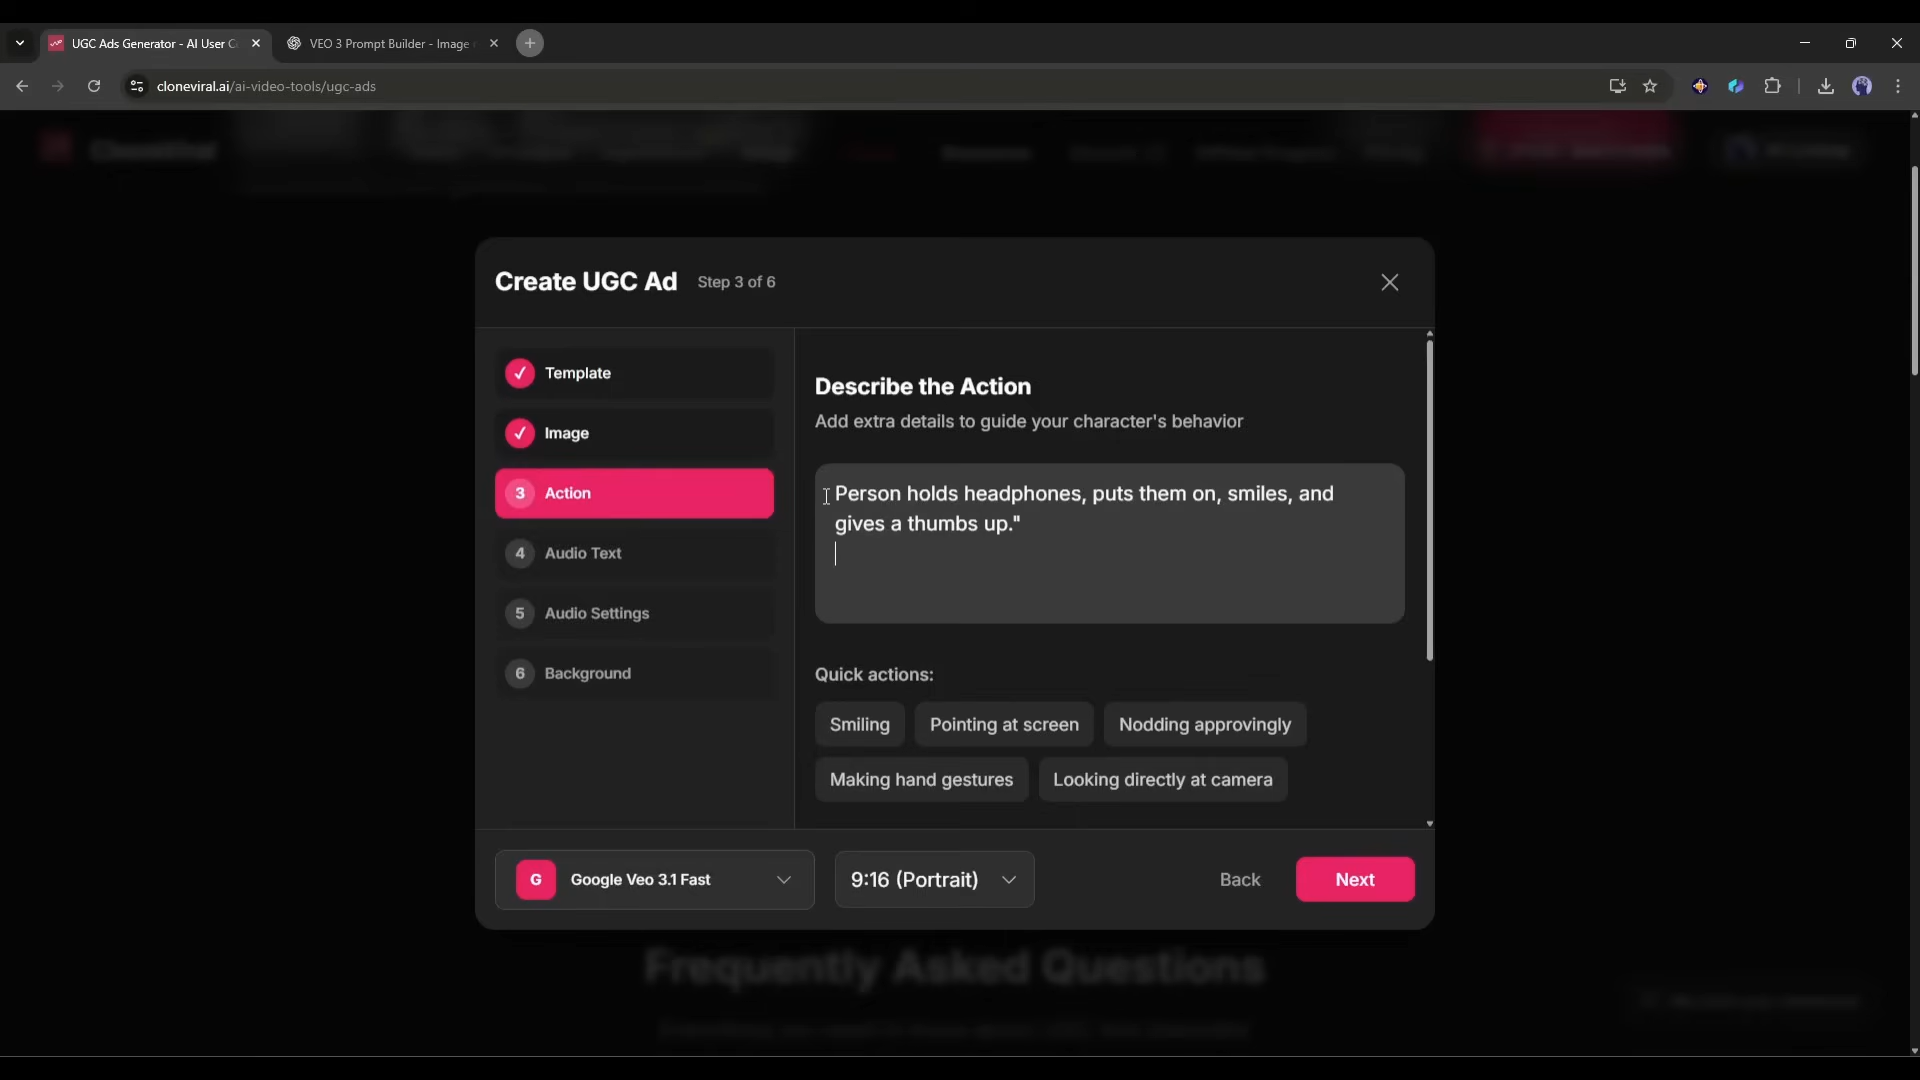 UGC Ads Generator - AI User C
VEO 3 Prompt Builder - Image
cloneviral.ai/ai-video-tools/ugc-ads
Create UGC Ad
Step 3 of 6
Template
Image
3 Action
4 Audio Text
5 Audio Settings
6 Background
Describe the Action
Add extra details to guide your character's behavior
Person holds headphones, puts them on, smiles, and
gives a thumbs up."
Quick actions:
Smiling
Pointing at screen
Nodding approvingly
Making hand gestures
Looking directly at camera
G Google Veo 3.1 Fast
9:16 (Portrait)
Back
Next
Frequently Asked Questions